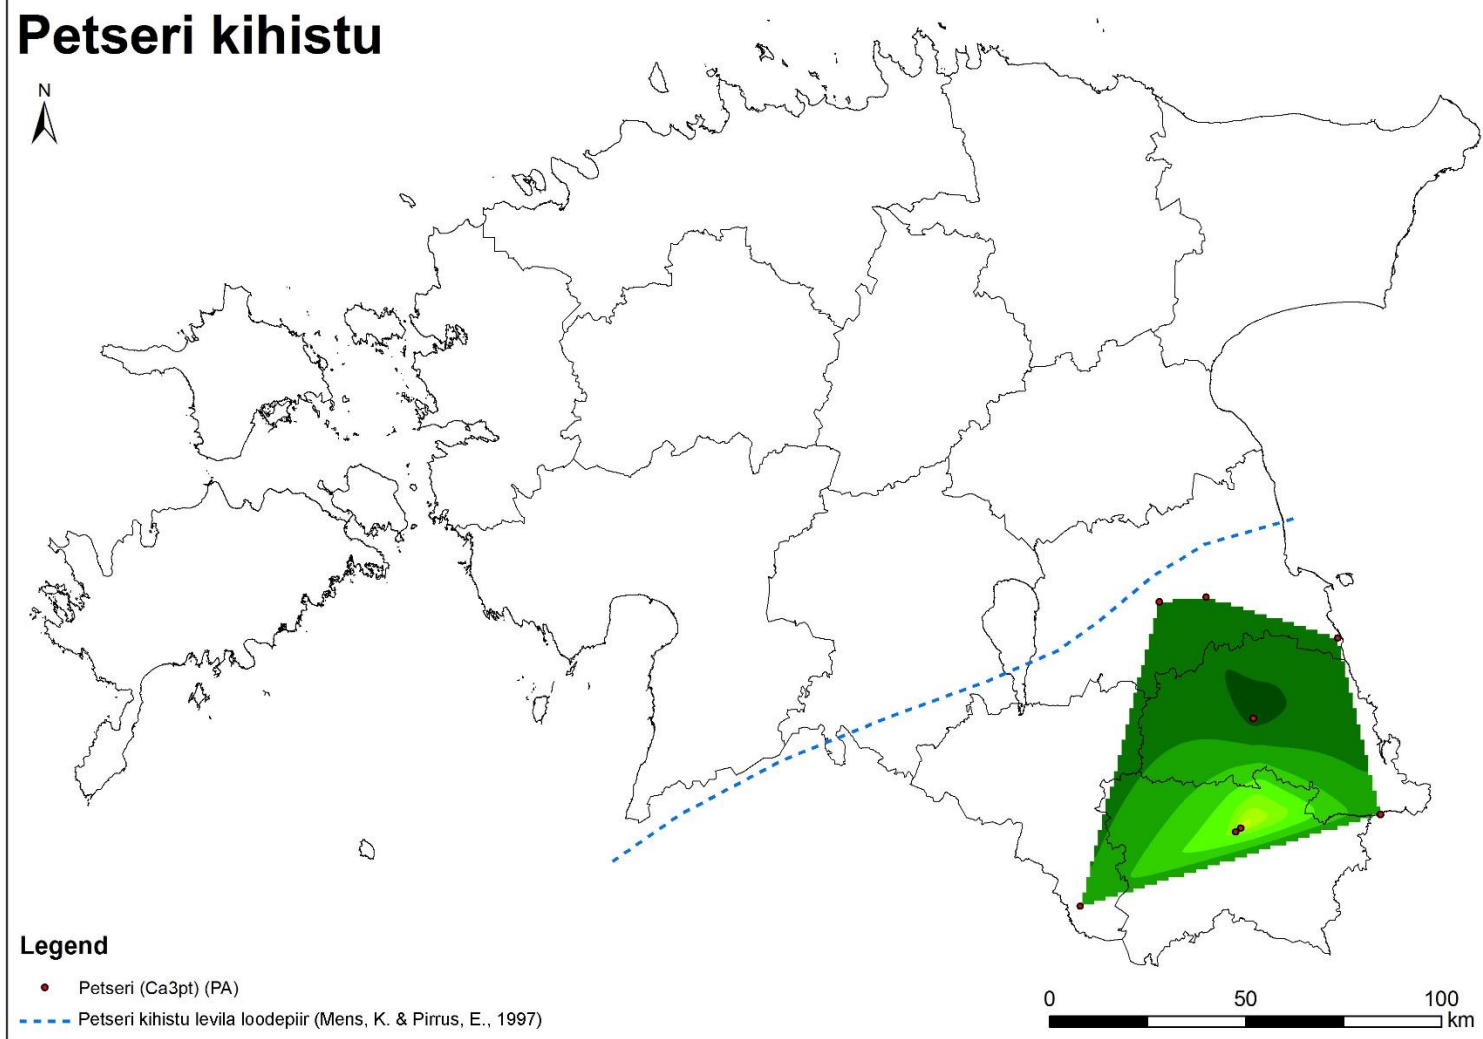 Petseri kihistu
N
Legend
Petseri (Ca3pt) (PA)
Petseri kihistu levila loodepiir (Mens, K. & Pirrus, E., 1997)
0 50 100
km